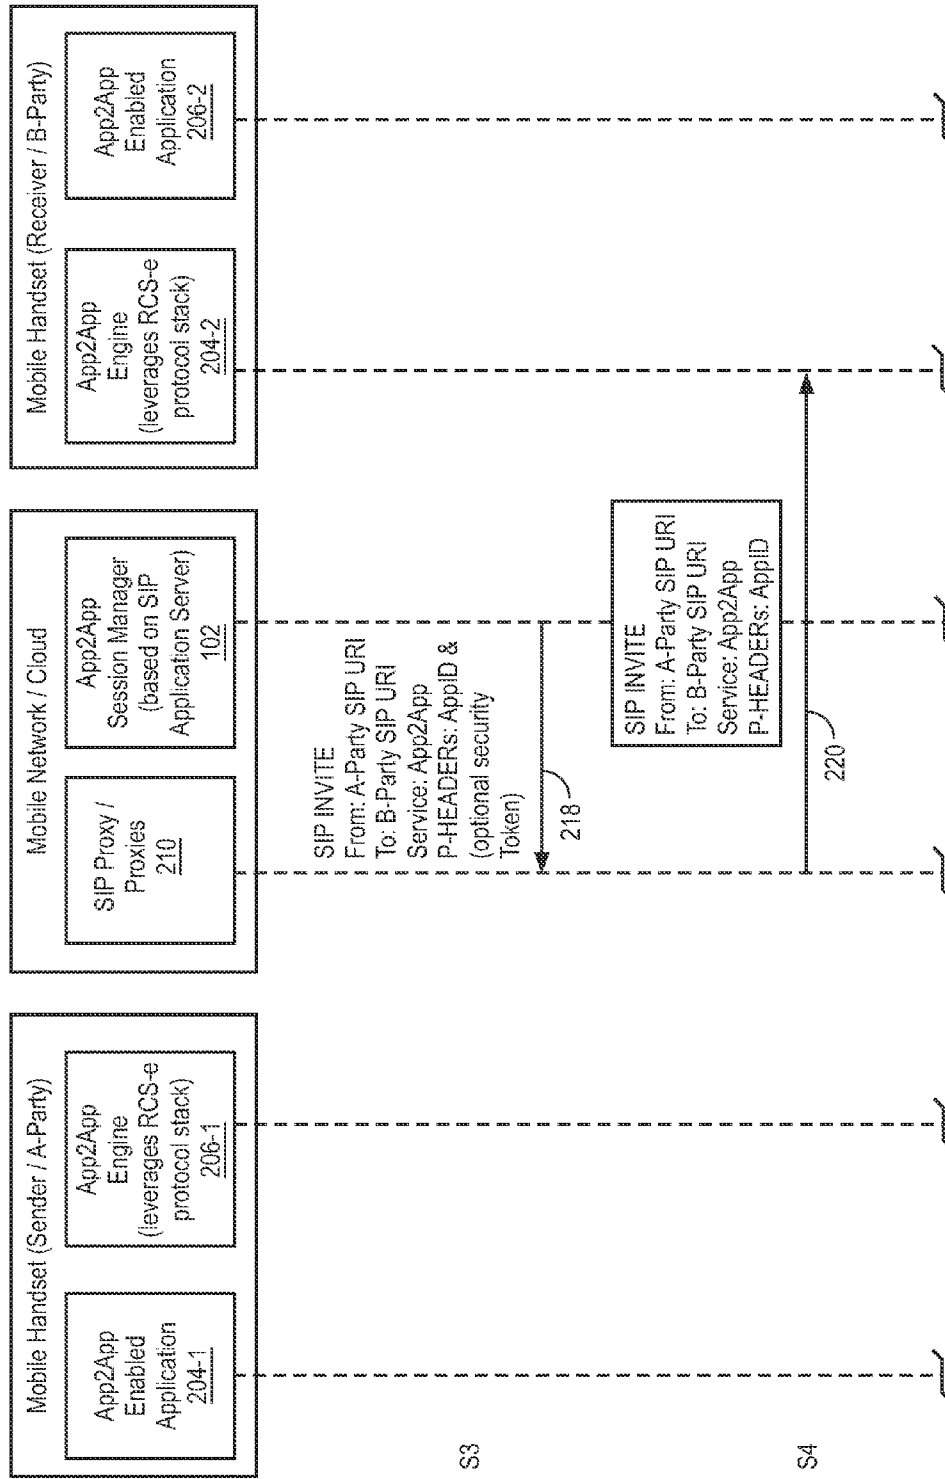 Mobile Handset (Sender / A-Party)
App2App
Enabled
Application
204-1
App2App
Engine
(leverages RCS-e
protocol stack)
206-1
Mobile Network / Cloud
SIP Proxy /
Proxies
210
App2App
Session Manager
(based on SIP
Application Server)
102
Mobile Handset (Receiver / B-Party)
App2App
Engine
(leverages RCS-e
protocol stack)
204-2
App2App
Enabled
Application
206-2
S3
SIP INVITE
From: A-Party SIP URI
To: B-Party SIP URI
Service: App2App
P-HEADERs: AppID &
(optional security
Token)
218
S4
SIP INVITE
From: A-Party SIP URI
To: B-Party SIP URI
Service: App2App
P-HEADERs: AppID
220